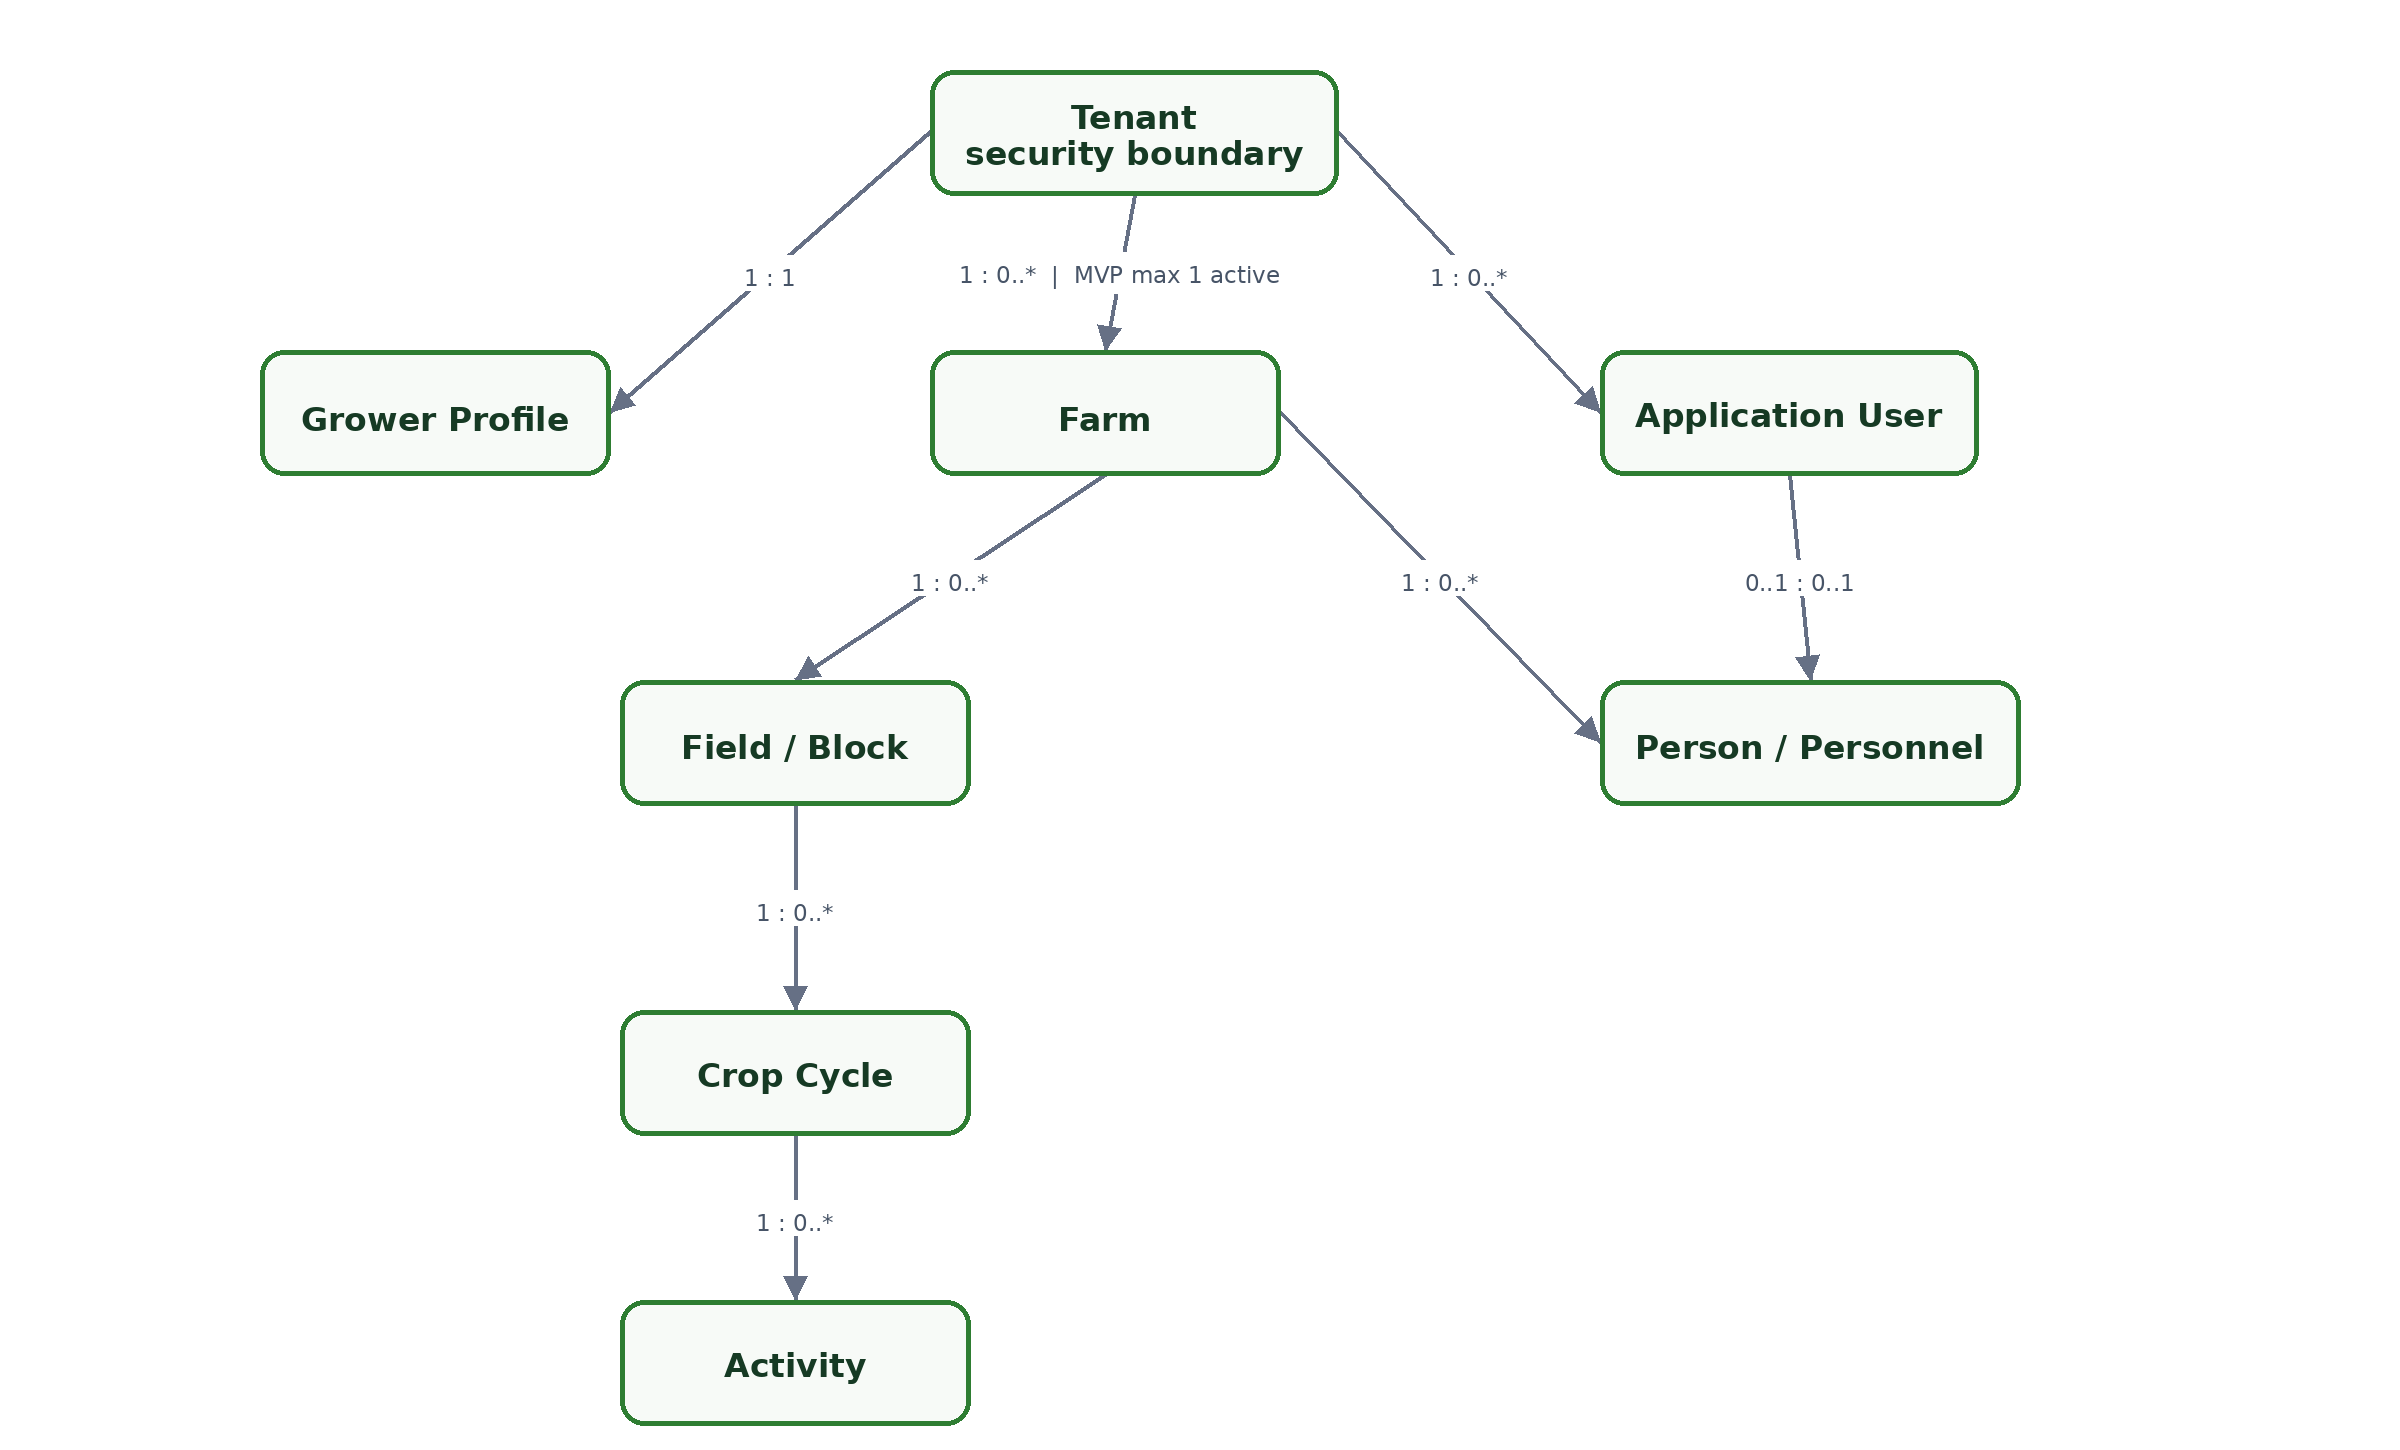 Tenant
security boundary
1 : 1
1 : 0..*  |  MVP max 1 active
1 : 0..*
Grower Profile
Farm
Application User
1 : 0..*
1 : 0..*
0..1 : 0..1
Field / Block
Person / Personnel
1 : 0..*
Crop Cycle
1 : 0..*
Activity